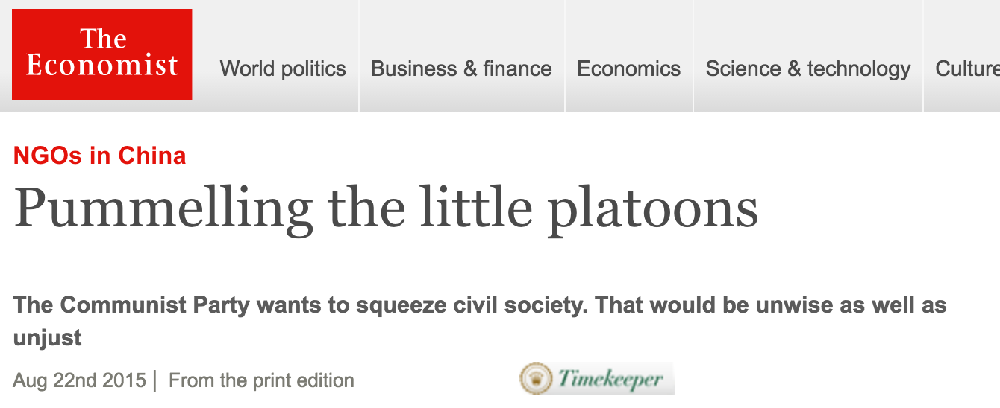 The
Economist
World politics
Business & finance
Economics
Science & technology
Culture
NGOs in China
Pummelling the little platoons
The Communist Party wants to squeeze civil society. That would be unwise as well as
unjust
Aug 22nd 2015 | From the print edition
Timekeeper